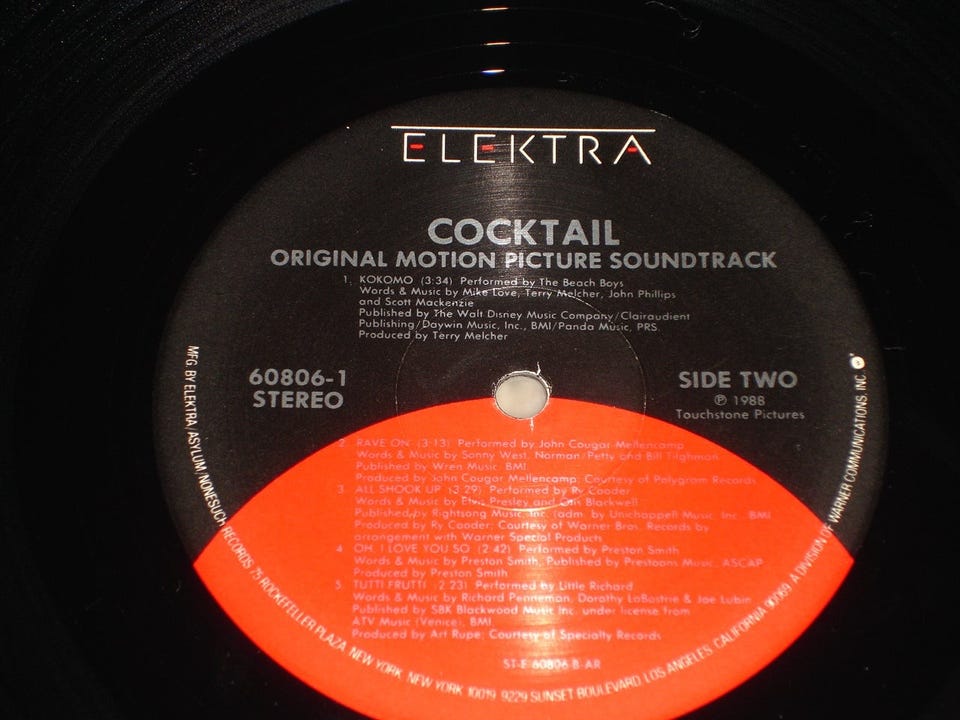 ELEKTRA
COCKTAIL
ORIGINAL MOTION PICTURE SOUNDTRACK
1. KOKOMO (3:34) Performed by The Beach Boys
Words & Music by Mike Love, Terry Melcher, John Phillips
and Scott Mackenzie
Published by The Walt Disney Music Company/Clairaudient
Publishing/Daywin Music, Inc., BMI/Panda Music, PRS.
Produced by Terry Melcher
60806-1
STEREO
SIDE TWO
℗ 1988
Touchstone Pictures
2. RAVE ON (3:13) Performed by John Cougar Mellencamp
Words & Music by Sonny West, Norman Petty and Bill Tilghman
Published by Wren Music. BMI
Produced by John Cougar Mellencamp; Courtesy of Polygram Records
3. ALL SHOOK UP (3:29) Performed by Ry Cooder
Words & Music by Elvis Presley and Otis Blackwell
Published by Rightsong Music, Inc. (adm. by Unichappell Music, Inc. BMI
Produced by Ry Cooder; Courtesy of Warner Bros. Records by
arrangement with Warner Special Products
4. OH, I LOVE YOU SO (2:42) Performed by Preston Smith
Words & Music by Preston Smith, Published by Prestoons Music, ASCAP
Produced by Preston Smith
5. TUTTI FRUTTI (2:23) Performed by Little Richard
Words & Music by Richard Penneman, Dorothy LaBostrie & Joe Lubin
Published by SBK Blackwood Music Inc. under license from
ATV Music (Venice), BMI.
Produced by Art Rupe; Courtesy of Specialty Records
ST-E-60806 B-AR
MFG. BY ELEKTRA/ASYLUM/NONESUCH RECORDS, 75 ROCKEFELLER PLAZA, NEW YORK, NEW YORK 10019. 9229 SUNSET BOULEVARD, LOS ANGELES, CALIFORNIA 90069. A DIVISION OF WARNER COMMUNICATIONS, INC.